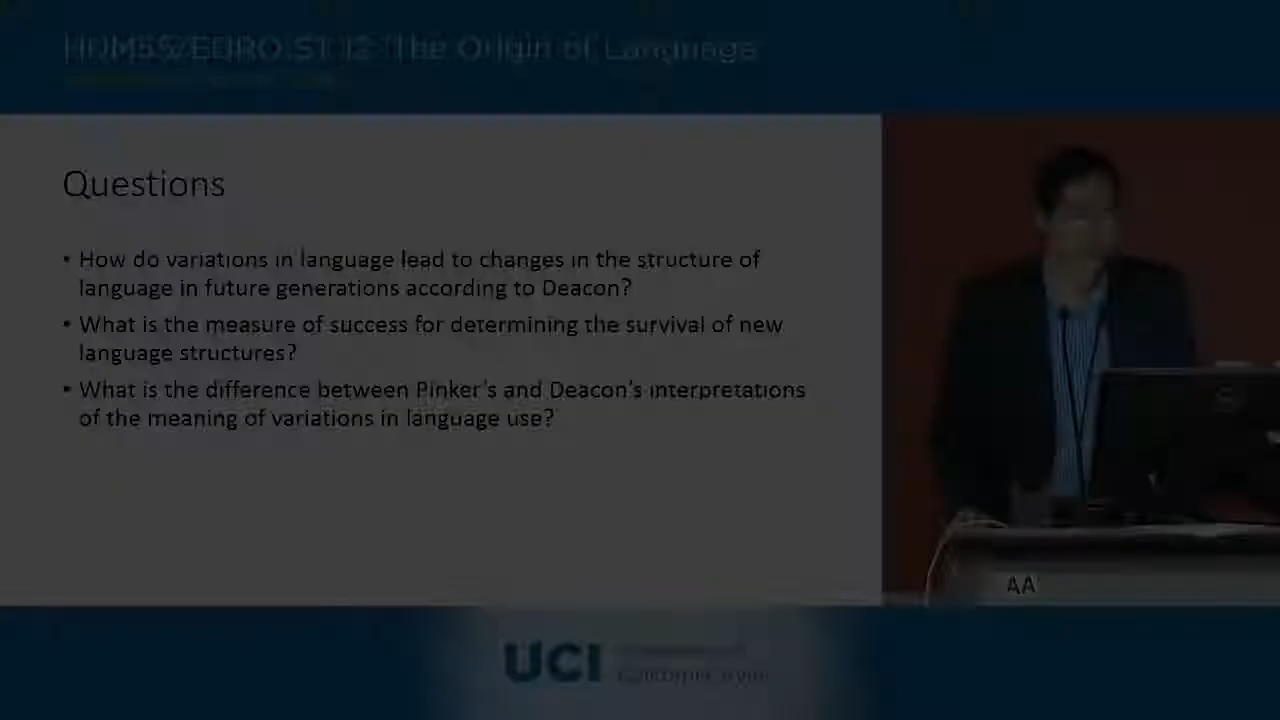 HUM55/EURO ST 12: The Origin of Language
Questions
• How do variations in language lead to changes in the structure of
language in future generations according to Deacon?
• What is the measure of success for determining the survival of new
language structures?
• What is the difference between Pinker's and Deacon's interpretations
of the meaning of variations in language use?
AA
UCI